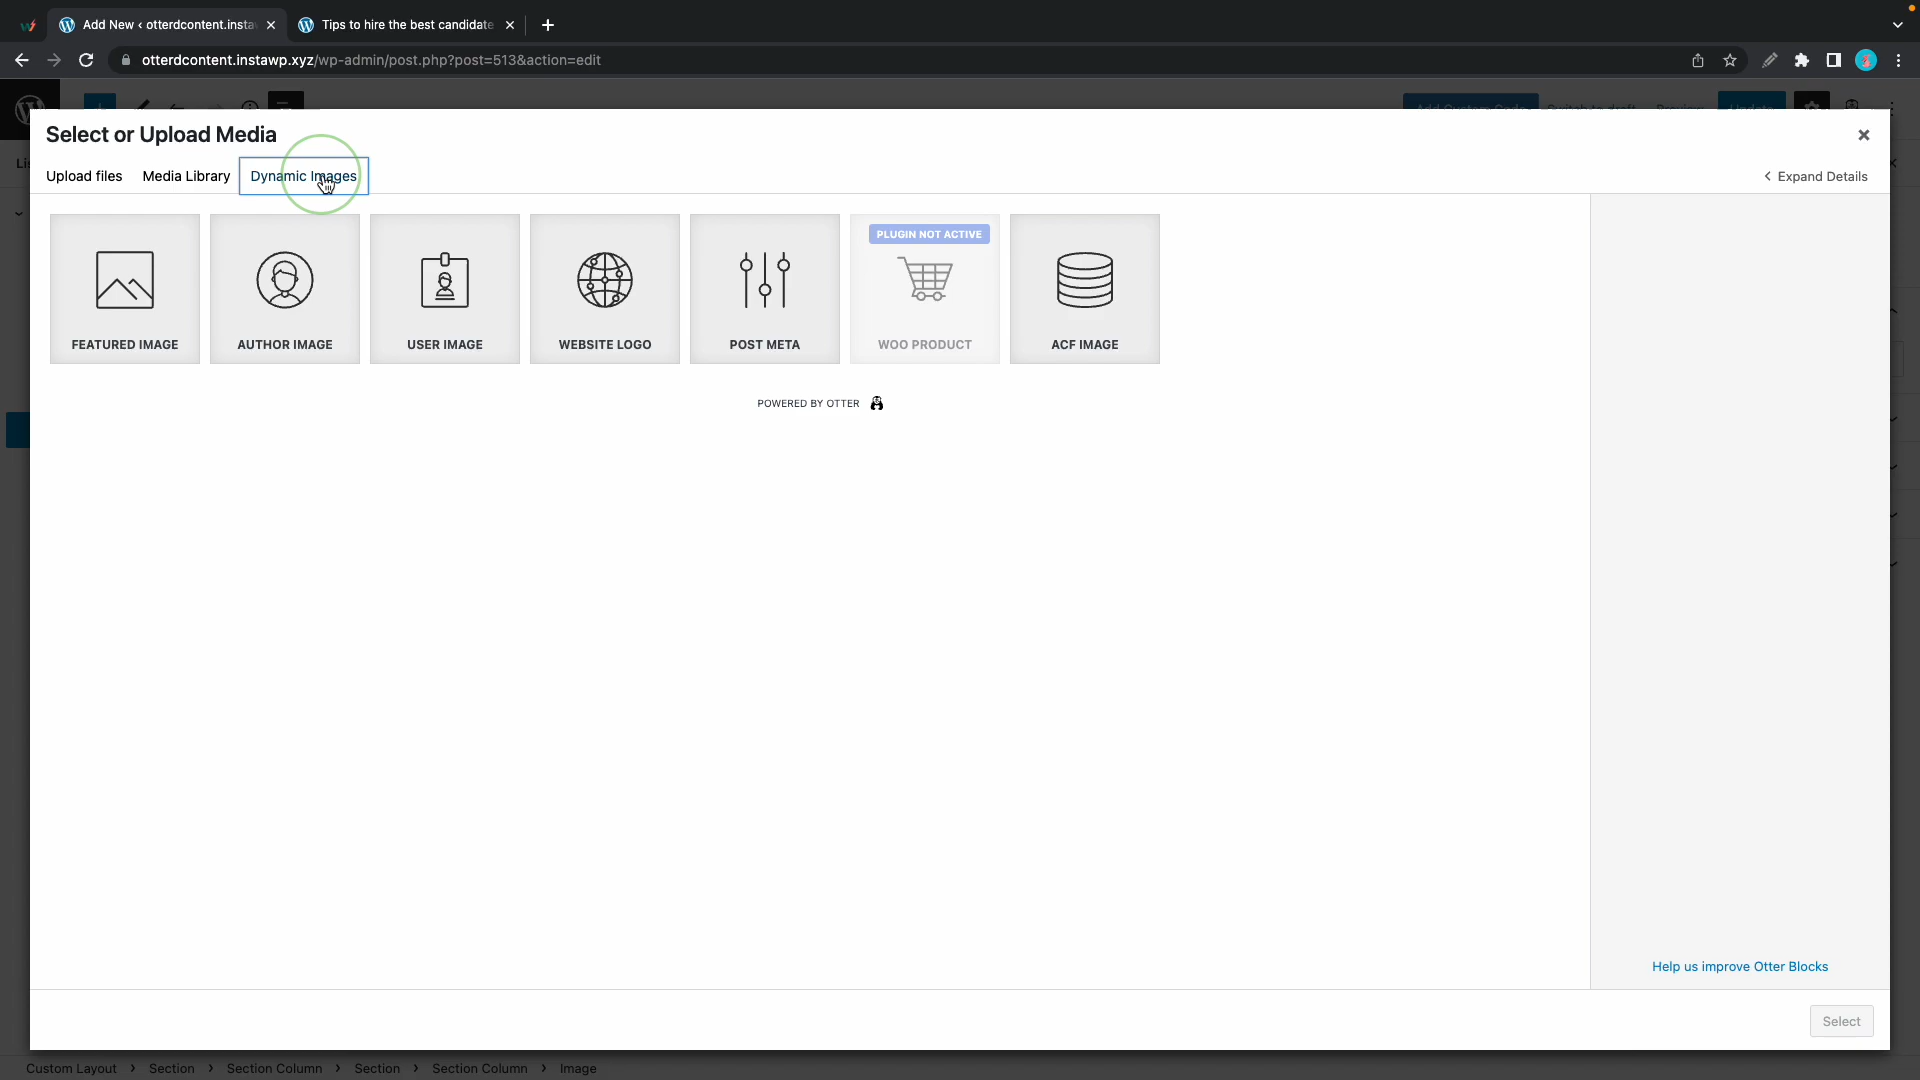 Add New ‹ otterdcontent.insta
Tips to hire the best candidate
otterdcontent.instawp.xyz/wp-admin/post.php?post=513&action=edit
Select or Upload Media
Upload files Media Library Dynamic Images
Expand Details
PLUGIN NOT ACTIVE
FEATURED IMAGE AUTHOR IMAGE USER IMAGE WEBSITE LOGO POST META WOO PRODUCT ACF IMAGE
POWERED BY OTTER
Help us improve Otter Blocks
Select
Custom Layout › Section › Section Column › Section › Section Column › Image